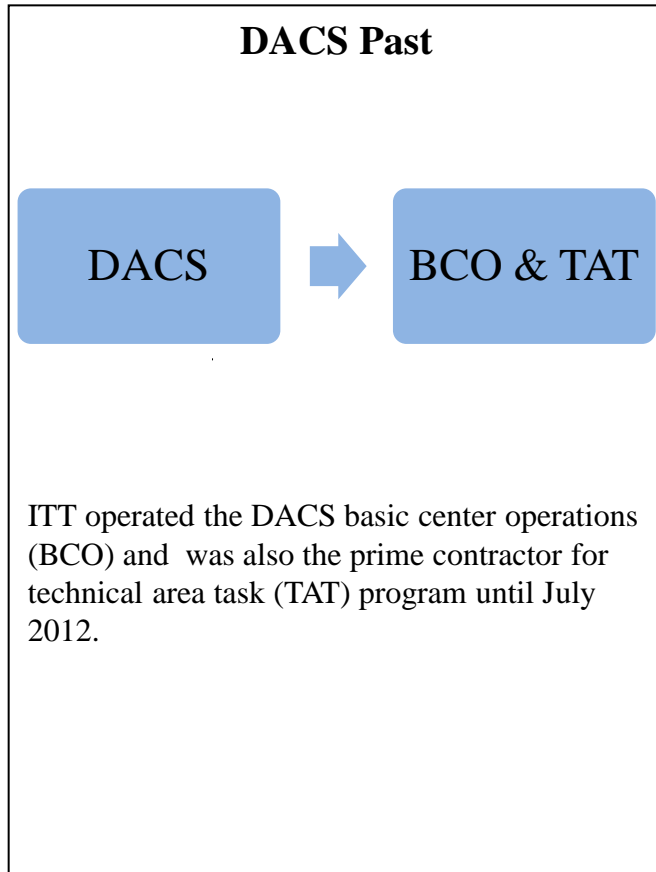 DACS Past
DACS
BCO & TAT
ITT operated the DACS basic center operations
(BCO) and  was also the prime contractor for
technical area task (TAT) program until July
2012.